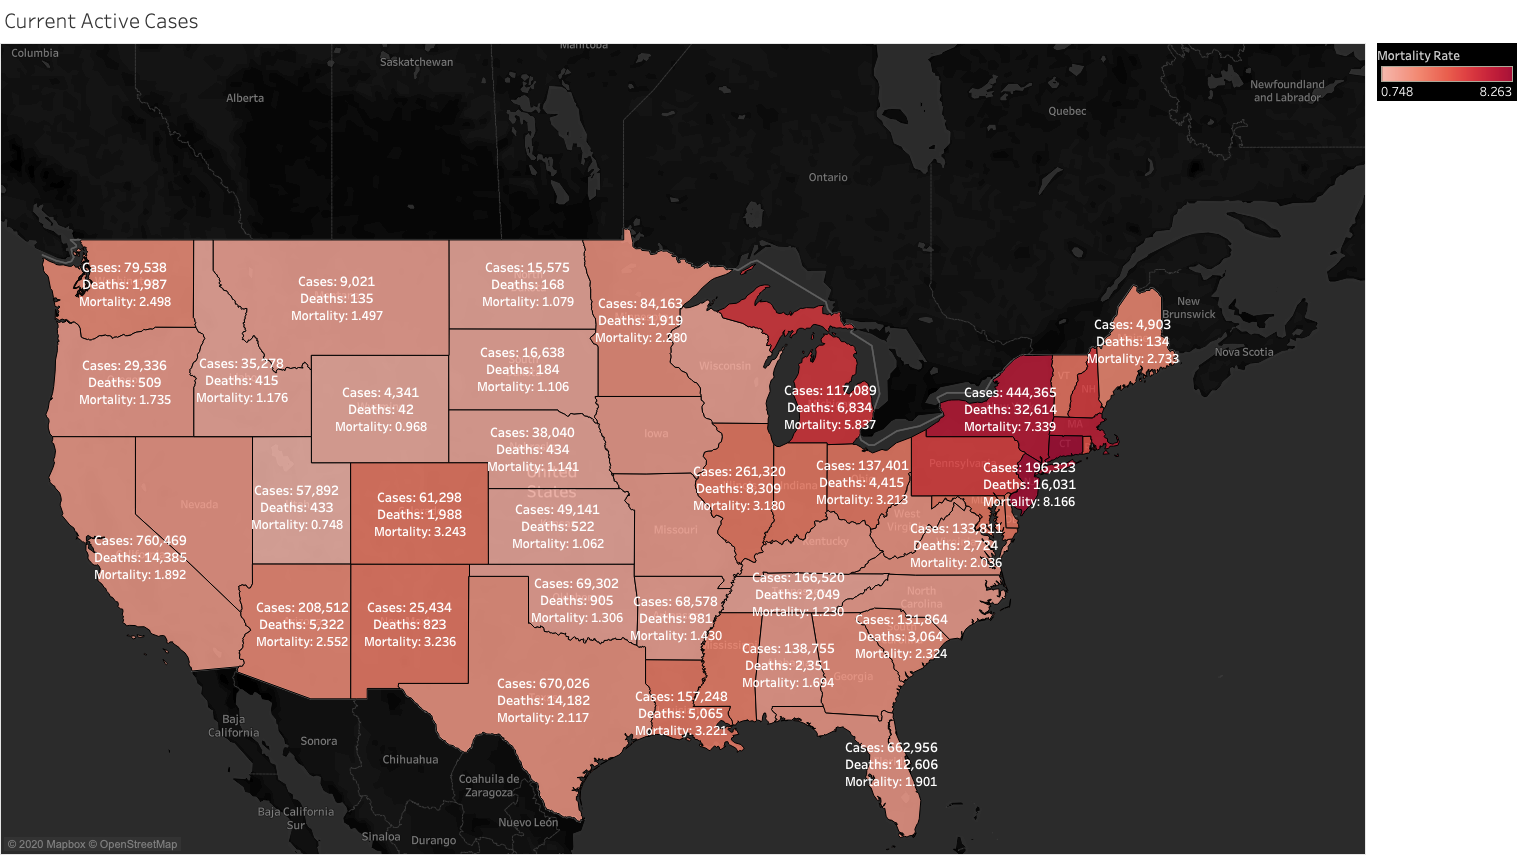 Current Active Cases
Columbia
Manitoba
Saskatchewan
Alberta
Newfoundland
and Labrador
Quebec
Ontario
New
Brunswick
Nova Scotia
Mortality Rate
0.748 8.263
Cases: 79,538
Deaths: 1,987
Mortality: 2.498
Cases: 9,021
Deaths: 135
Mortality: 1.497
Cases: 15,575
Deaths: 168
Mortality: 1.079
Cases: 84,163
Deaths: 1,919
Mortality: 2.280
Cases: 4,903
Deaths: 134
Mortality: 2.733
Cases: 29,336
Deaths: 509
Mortality: 1.735
Cases: 35,278
Deaths: 415
Mortality: 1.176
Cases: 4,341
Deaths: 42
Mortality: 0.968
Cases: 16,638
Deaths: 184
Mortality: 1.106
Wisconsin
Cases: 117,089
Deaths: 6,834
Mortality: 5.837
Cases: 444,365
Deaths: 32,614
Mortality: 7.339
VT
NH
MA
CT
Cases: 38,040
Deaths: 434
Mortality: 1.141
United
States
Iowa
Nevada
Cases: 57,892
Deaths: 433
Mortality: 0.748
Cases: 61,298
Deaths: 1,988
Mortality: 3.243
Cases: 49,141
Deaths: 522
Mortality: 1.062
Missouri
Cases: 261,320
Deaths: 8,309
Mortality: 3.180
Indiana
Cases: 137,401
Deaths: 4,415
Mortality: 3.213
Pennsylvania
Cases: 196,323
Deaths: 16,031
Mortality: 8.166
West
Kentucky
Cases: 133,811
Deaths: 2,724
Mortality: 2.036
Cases: 760,469
Deaths: 14,385
Mortality: 1.892
Cases: 208,512
Deaths: 5,322
Mortality: 2.552
Cases: 25,434
Deaths: 823
Mortality: 3.236
Cases: 69,302
Deaths: 905
Mortality: 1.306
Cases: 68,578
Deaths: 981
Mortality: 1.430
Cases: 166,520
Deaths: 2,049
Mortality: 1.230
North
Carolina
Cases: 131,864
Deaths: 3,064
Mortality: 2.324
Mississippi
Cases: 138,755
Deaths: 2,351
Mortality: 1.694
Georgia
Cases: 670,026
Deaths: 14,182
Mortality: 2.117
Cases: 157,248
Deaths: 5,065
Mortality: 3.221
Cases: 662,956
Deaths: 12,606
Mortality: 1.901
Baja
California
Sonora
Chihuahua
Coahuila de
Zaragoza
Baja California
Sur
Sinaloa
Durango
Nuevo León
© 2020 Mapbox © OpenStreetMap